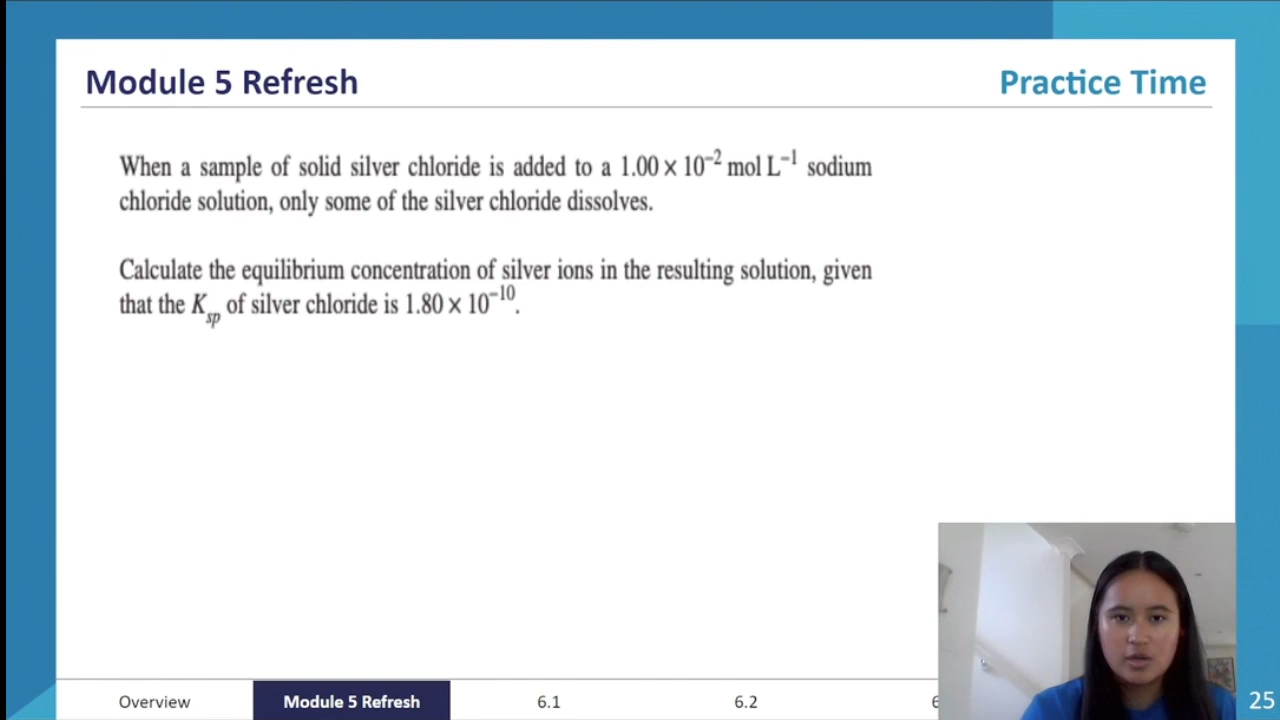 Module 5 Refresh
Practice Time
When a sample of solid silver chloride is added to a 1.00 × 10⁻² mol L⁻¹ sodium
chloride solution, only some of the silver chloride dissolves.
Calculate the equilibrium concentration of silver ions in the resulting solution, given
that the Kₛₚ of silver chloride is 1.80 × 10⁻¹⁰.
Overview
Module 5 Refresh
6.1
6.2
25